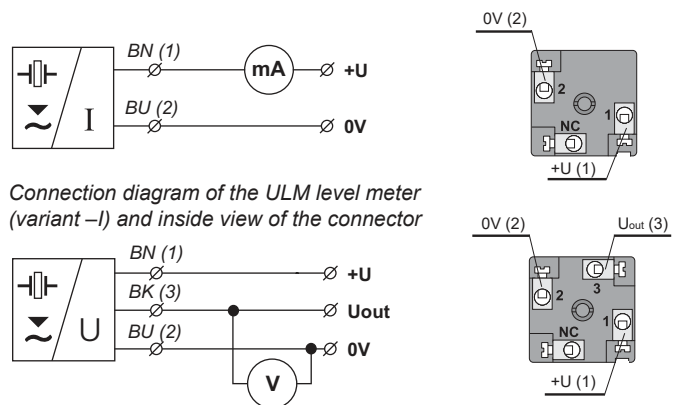 BN (1)
mA
+U
I
BU (2)
0V
0V (2)
2
1
NC
+U (1)
Connection diagram of the ULM level meter
(variant –I) and inside view of the connector
BN (1)
+U
BK (3)
Uout
U
BU (2)
0V
V
0V (2)
Uout (3)
3
2
1
NC
+U (1)